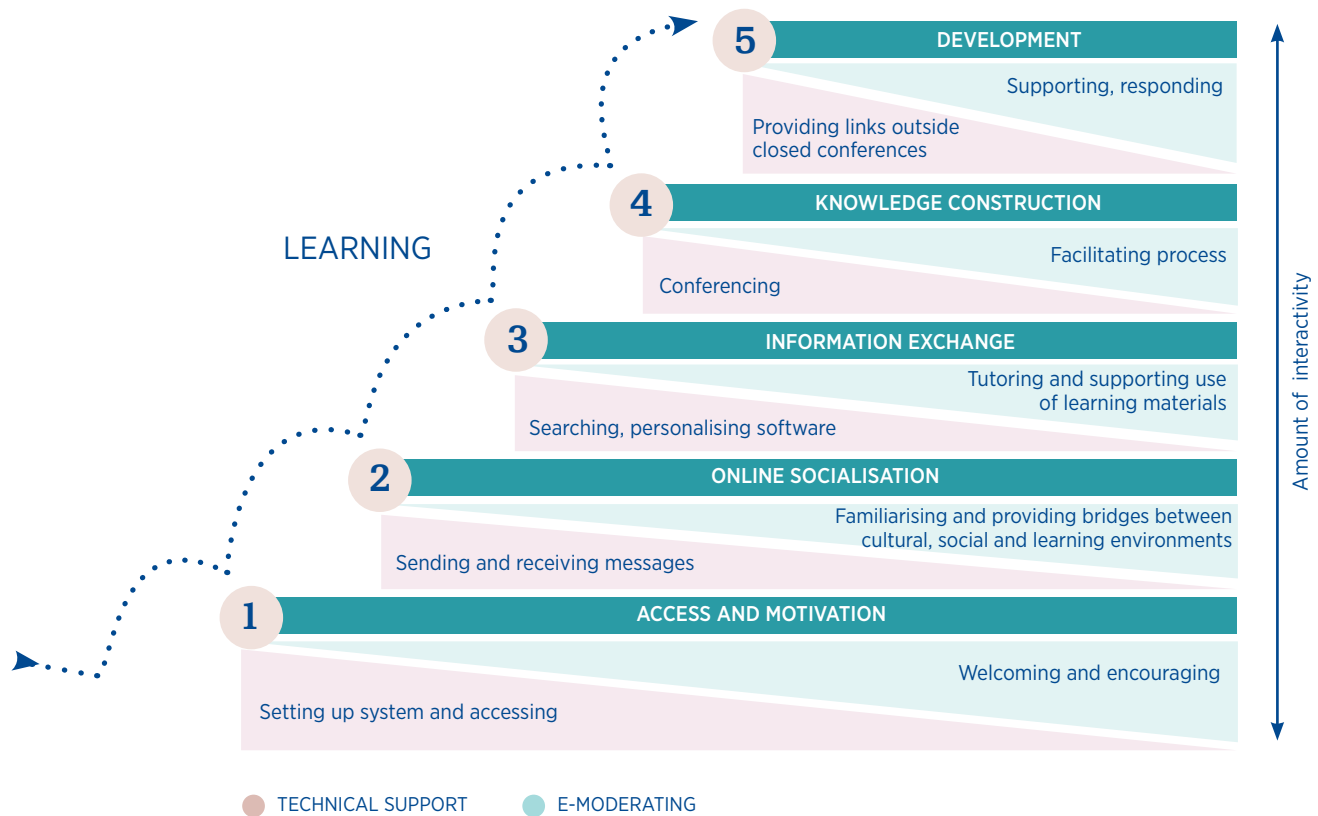 5
DEVELOPMENT
Supporting, responding
Providing links outside
closed conferences
4
KNOWLEDGE CONSTRUCTION
LEARNING
Facilitating process
Conferencing
3
INFORMATION EXCHANGE
Tutoring and supporting use
of learning materials
Searching, personalising software
2
ONLINE SOCIALISATION
Familiarising and providing bridges between
cultural, social and learning environments
Sending and receiving messages
1
ACCESS AND MOTIVATION
Welcoming and encouraging
Setting up system and accessing
Amount of interactivity
TECHNICAL SUPPORT
E-MODERATING